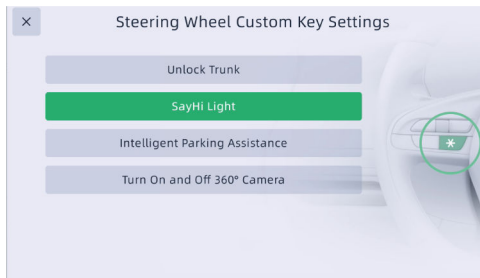 Steering Wheel Custom Key Settings
Unlock Trunk
SayHi Light
Intelligent Parking Assistance
Turn On and Off 360° Camera